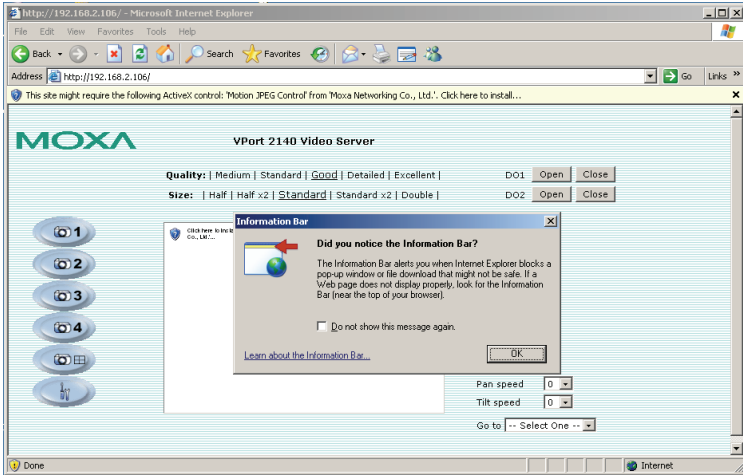 http://192.168.2.106/ - Microsoft Internet Explorer
File Edit View Favorites Tools Help
Back Search Favorites
Address http://192.168.2.106/ Go Links »
This site might require the following ActiveX control: 'Motion JPEG Control' from 'Moxa Networking Co., Ltd.'. Click here to install...
MOXA VPort 2140 Video Server
Quality: | Medium | Standard | Good | Detailed | Excellent | DO1 Open Close
Size: | Half | Half x2 | Standard | Standard x2 | Double | DO2 Open Close
Information Bar
1)
Click here to ins
Co., Ltd.'...
Did you notice the Information Bar?
The Information Bar alerts you when Internet Explorer blocks a
pop-up window or file download that might not be safe. If a
Web page does not display properly, look for the Information
Bar (near the top of your browser).
2
3
4
Do not show this message again.
Learn about the Information Bar...
OK
Pan speed 0
Tilt speed 0
Go to -- Select One --
Done Internet